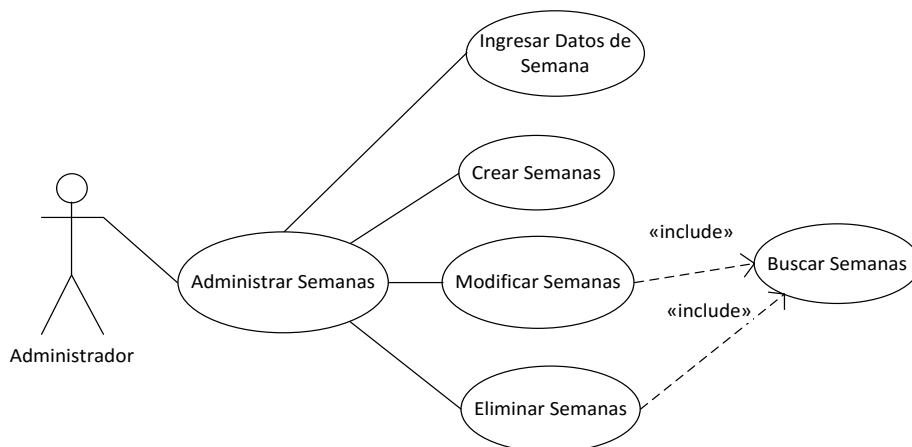 Ingresar Datos de
Semana
Crear Semanas
«include»
Administrar Semanas
Modificar Semanas
Buscar Semanas
«include»
Administrador
Eliminar Semanas